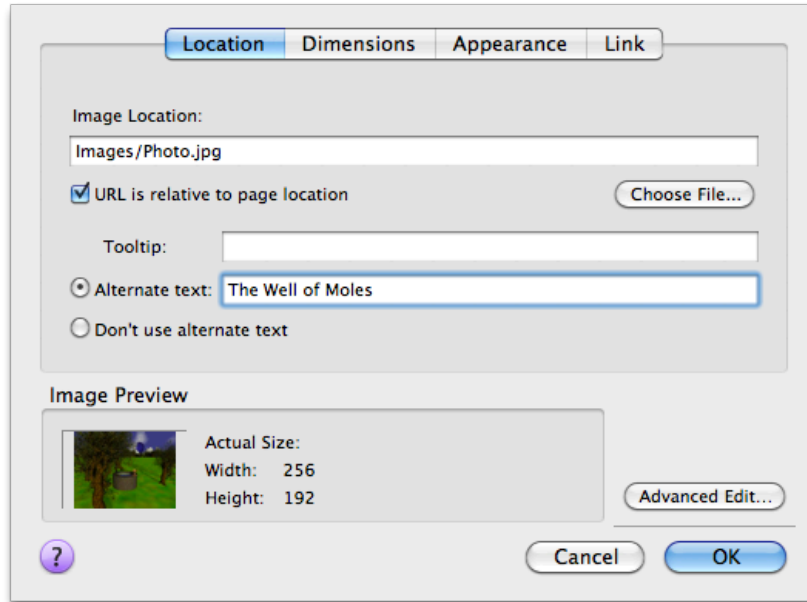 Location Dimensions Appearance Link
Image Location:
Images/Photo.jpg
URL is relative to page location Choose File...
Tooltip:
Alternate text: The Well of Moles
Don't use alternate text
Image Preview
Actual Size:
Width: 256
Height: 192
Advanced Edit...
? Cancel OK